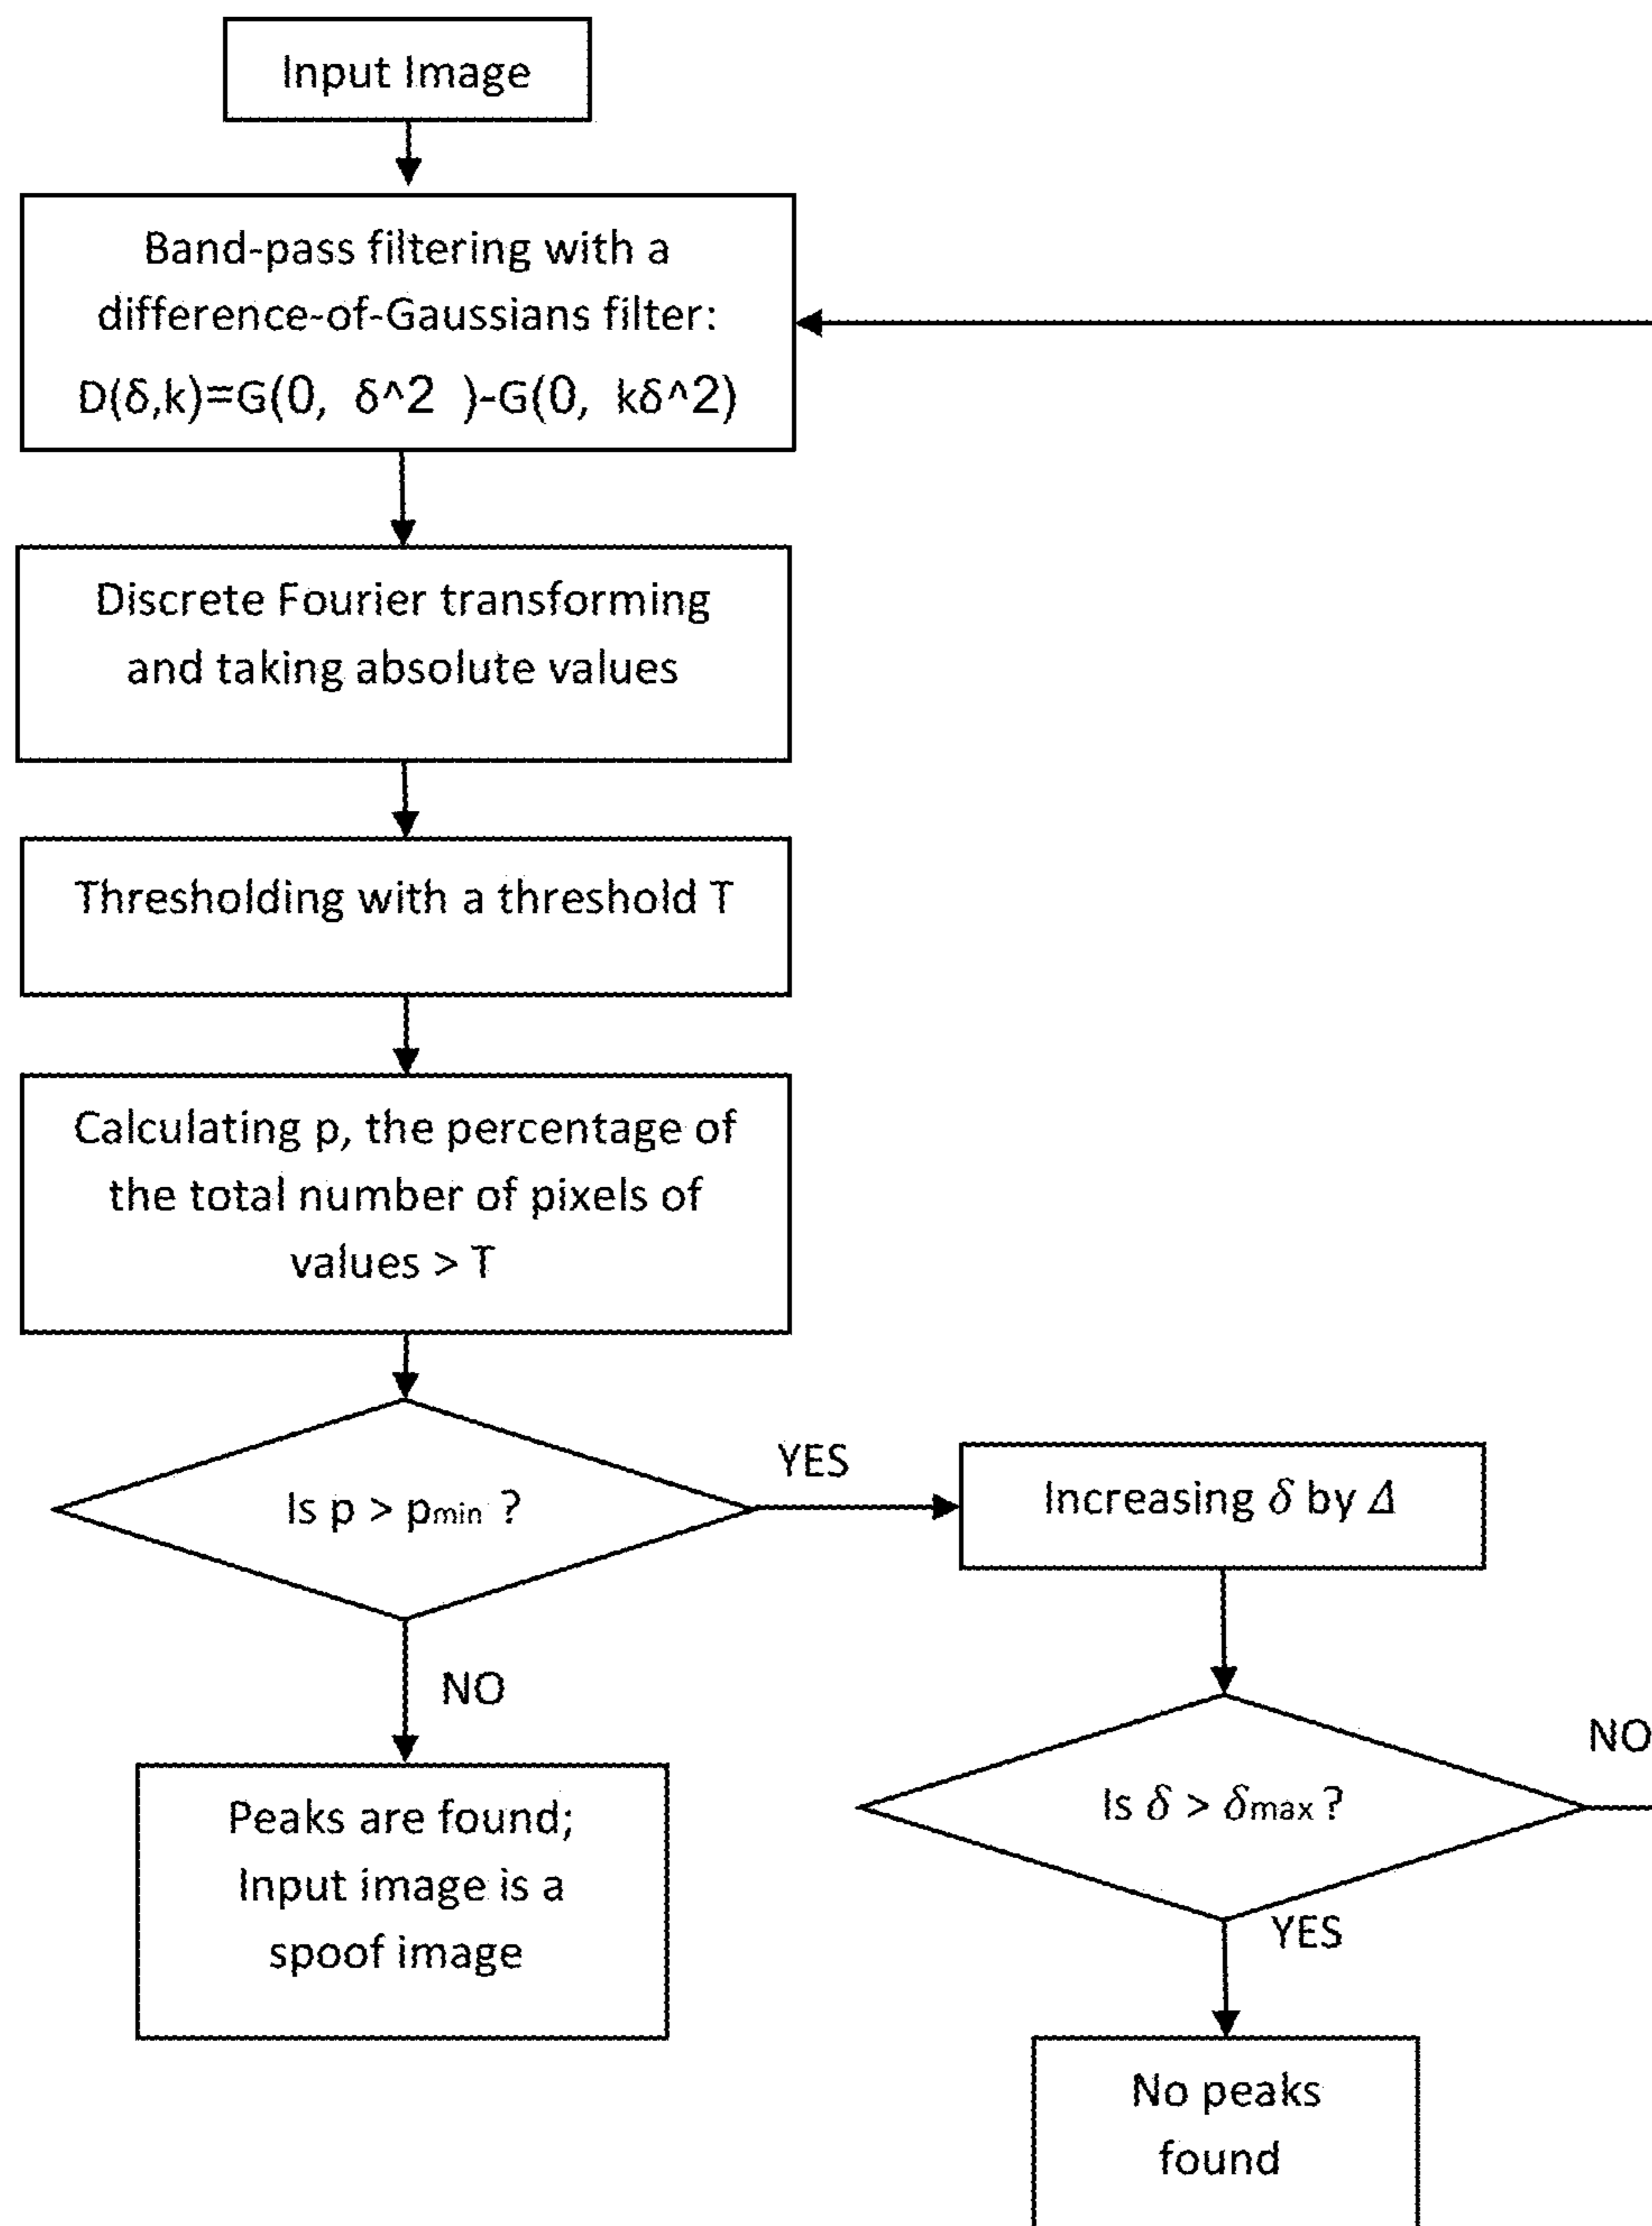 Input Image
Band-pass filtering with a
difference-of-Gaussians filter:
D(δ,k)=G(0, δ^2 )-G(0, kδ^2)
Discrete Fourier transforming
and taking absolute values
Thresholding with a threshold T
Calculating p, the percentage of
the total number of pixels of
values > T
Is p > pmin ?
YES
Increasing δ by Δ
NO
Is δ > δmax ?
NO
Peaks are found;
Input image is a
spoof image
YES
No peaks
found